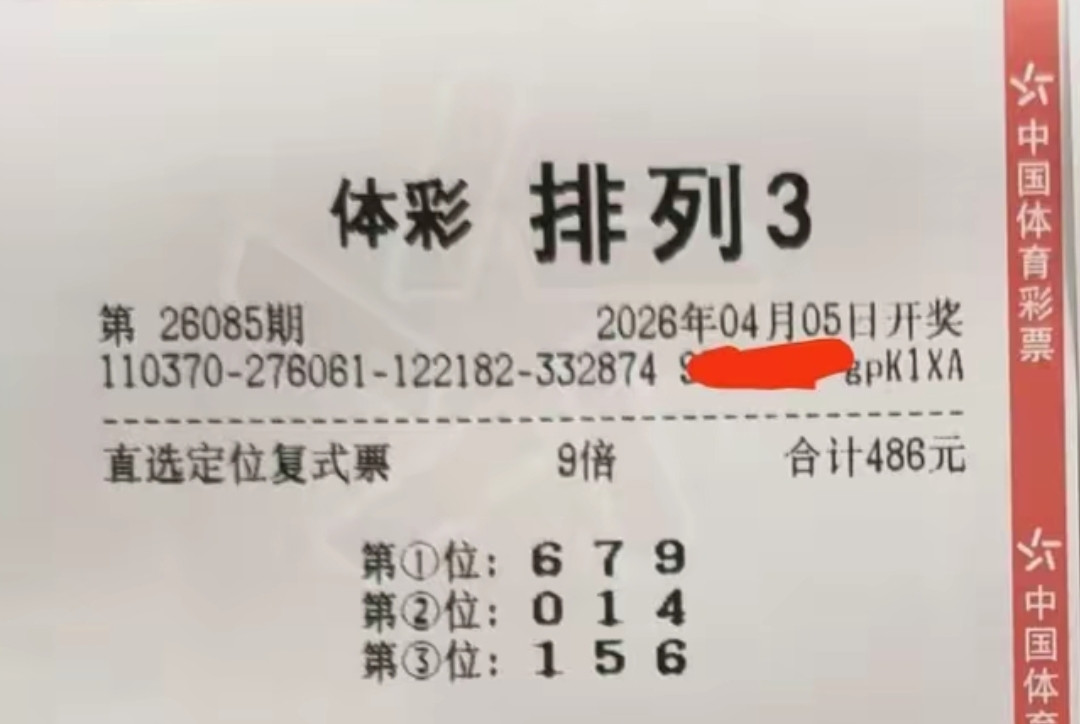 体彩 排列3
第 26085期 2026年04月05日开奖
110370-276061-122182-332874 gpK1XA
直选定位复式票 9倍 合计486元
第①位: 6 7 9
第②位: 0 1 4
第③位: 1 5 6
中国体育彩票
中国体育